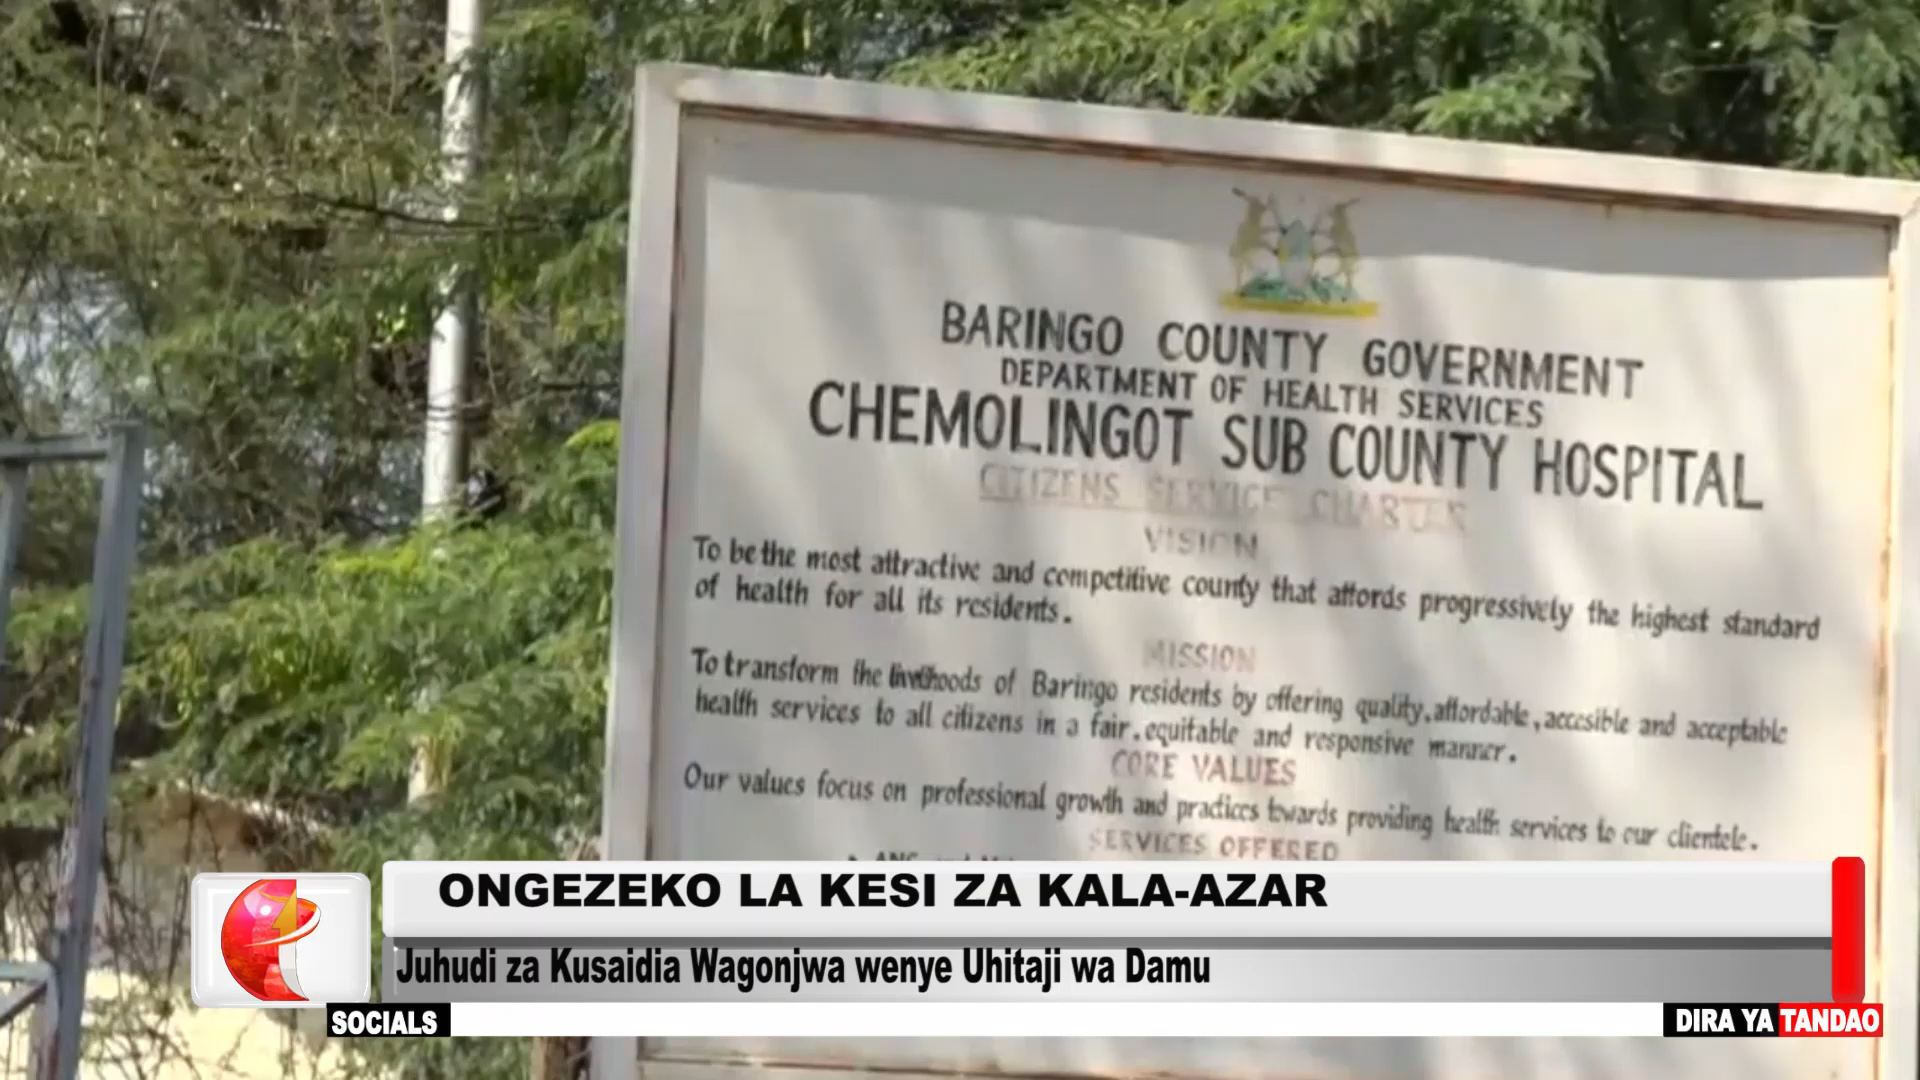 BARINGO COUNTY GOVERNMENT
DEPARTMENT OF HEALTH SERVICES
CHEMOLINGOT SUB COUNTY HOSPITAL
CITIZENS SERVICE CHARTER
VISION
To be the most attractive and competitive county that affords progressively the highest standard
of health for all its residents.
MISSION
To transform the livelihoods of Baringo residents by offering quality, affordable, accesible and acceptable
health services to all citizens in a fair, equitable and responsive manner.
CORE VALUES
Our values focus on professional growth and practices towards providing health services to our clientele.
SERVICES OFFERED
ONGEZEKO LA KESI ZA KALA-AZAR
Juhudi za Kusaidia Wagonjwa wenye Uhitaji wa Damu
SOCIALS
DIRA YA TANDAO